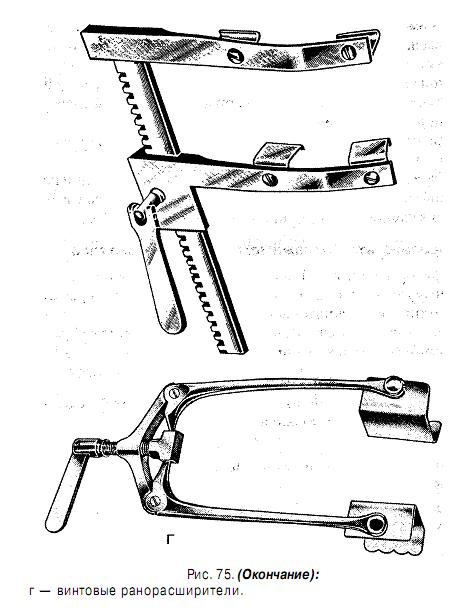 Г
Рис. 75. (Окончание):
г — винтовые ранорасширители.